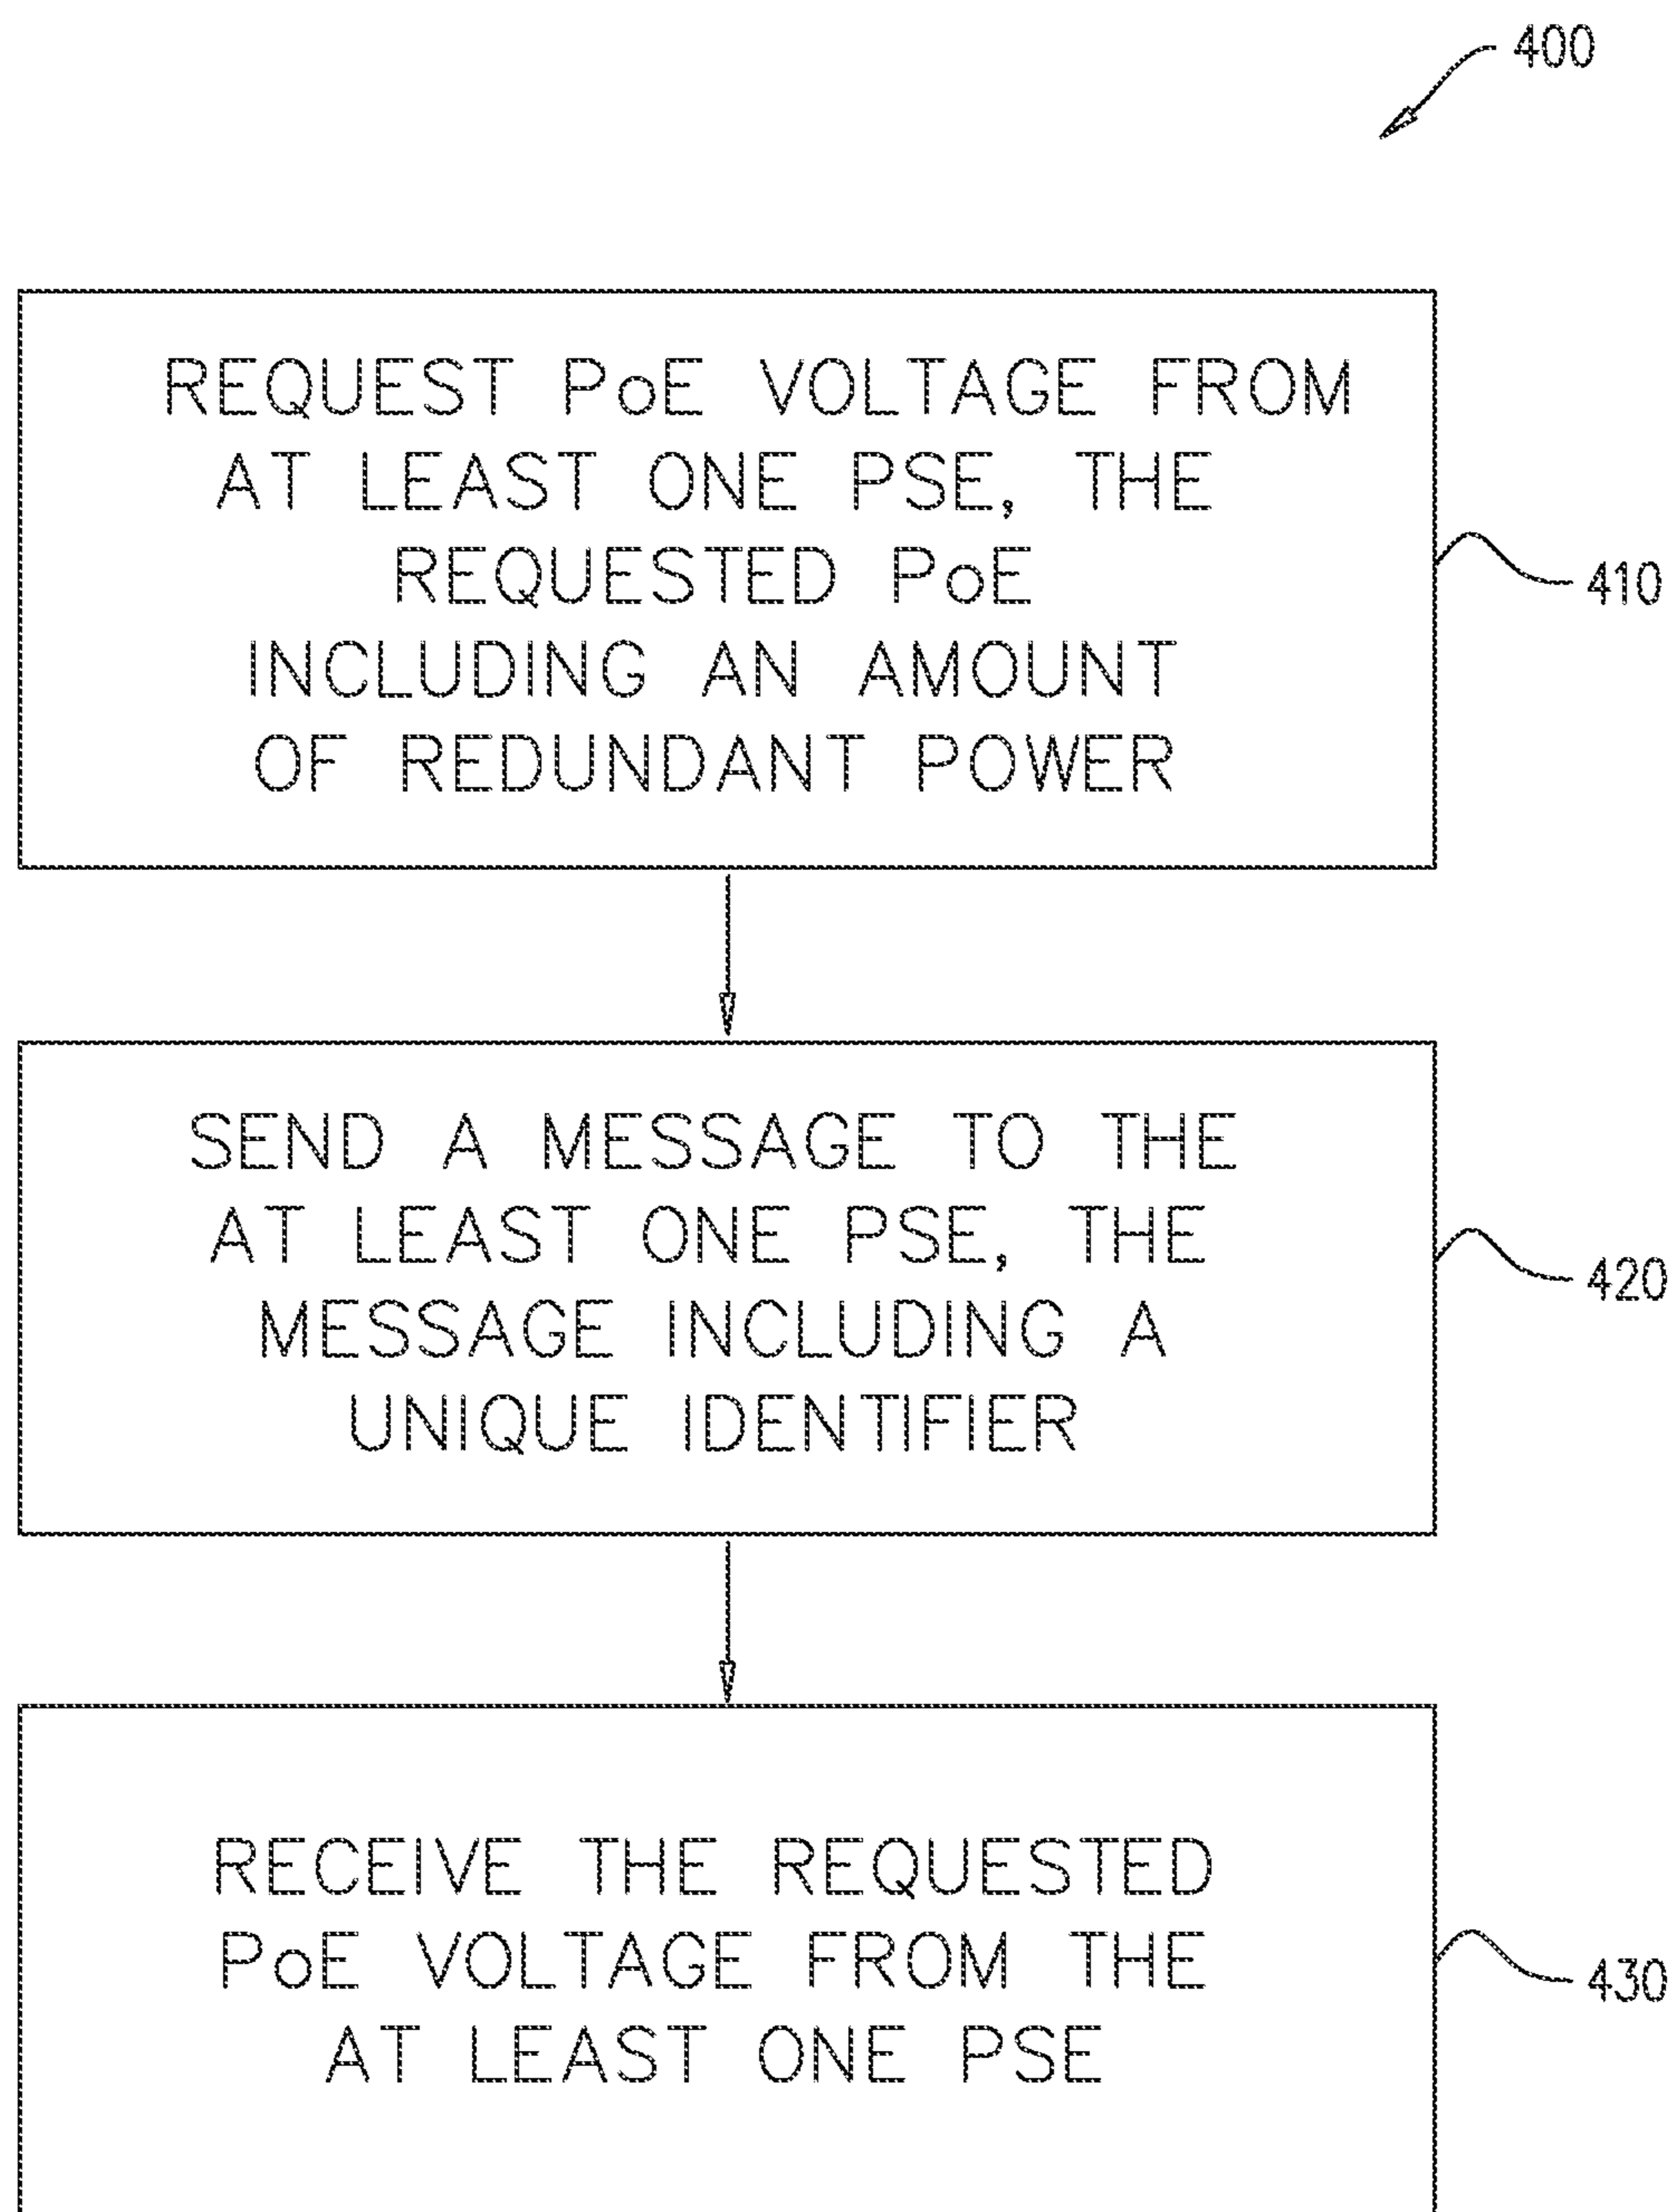 400
REQUEST PoE VOLTAGE FROM
AT LEAST ONE PSE, THE
REQUESTED PoE
INCLUDING AN AMOUNT
OF REDUNDANT POWER
410
SEND A MESSAGE TO THE
AT LEAST ONE PSE, THE
MESSAGE INCLUDING A
UNIQUE IDENTIFIER
420
RECEIVE THE REQUESTED
PoE VOLTAGE FROM THE
AT LEAST ONE PSE
430